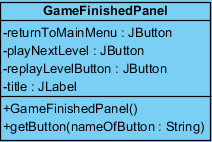 GameFinishedPanel
-returnToMainMenu : JButton
-playNextLevel : JButton
-replayLevelButton : JButton
-title : JLabel
+GameFinishedPanel()
+getButton(nameOfButton : String)